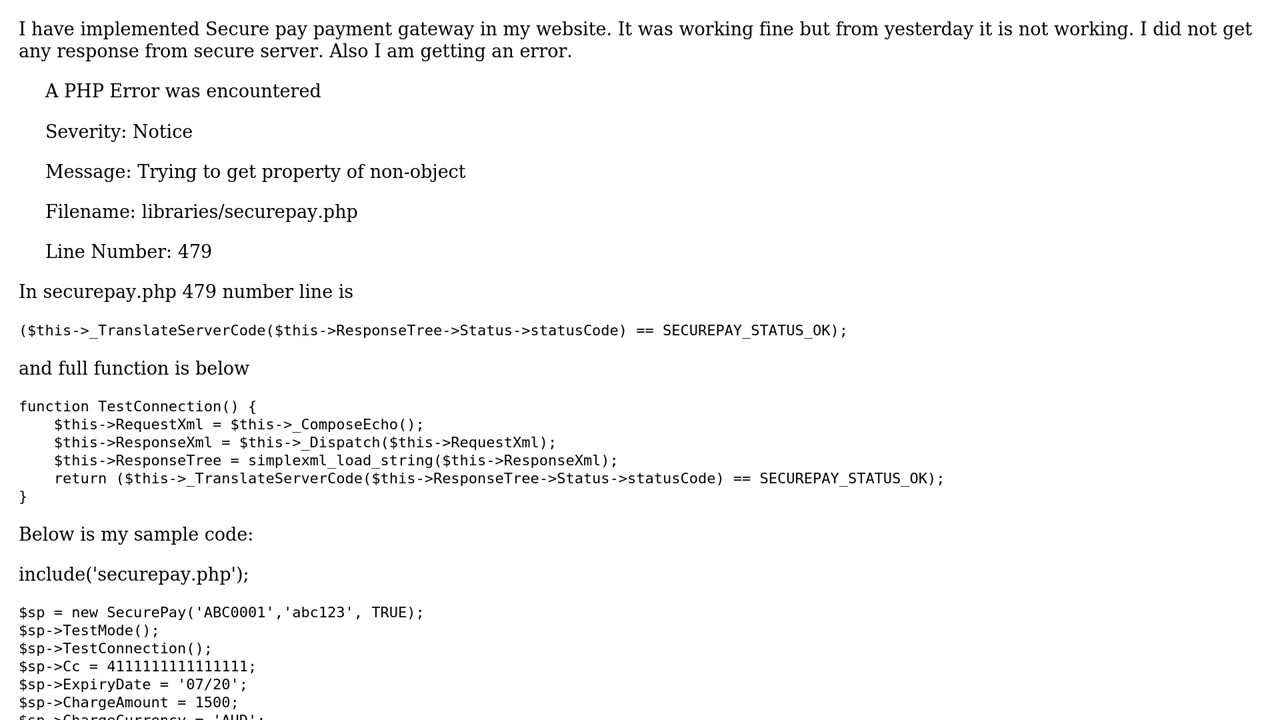 I have implemented Secure pay payment gateway in my website. It was working fine but from yesterday it is not working. I did not get
any response from secure server. Also I am getting an error.
A PHP Error was encountered
Severity: Notice
Message: Trying to get property of non-object
Filename: libraries/securepay.php
Line Number: 479
In securepay.php 479 number line is
($this->_TranslateServerCode($this->ResponseTree->Status->statusCode) == SECUREPAY_STATUS_OK);
and full function is below
function TestConnection() {
    $this->RequestXml = $this->_ComposeEcho();
    $this->ResponseXml = $this->_Dispatch($this->RequestXml);
    $this->ResponseTree = simplexml_load_string($this->ResponseXml);
    return ($this->_TranslateServerCode($this->ResponseTree->Status->statusCode) == SECUREPAY_STATUS_OK);
}
Below is my sample code:
include('securepay.php');
$sp = new SecurePay('ABC0001','abc123', TRUE);
$sp->TestMode();
$sp->TestConnection();
$sp->Cc = 4111111111111111;
$sp->ExpiryDate = '07/20';
$sp->ChargeAmount = 1500;
$sp->ChargeCurrency = 'AUD';